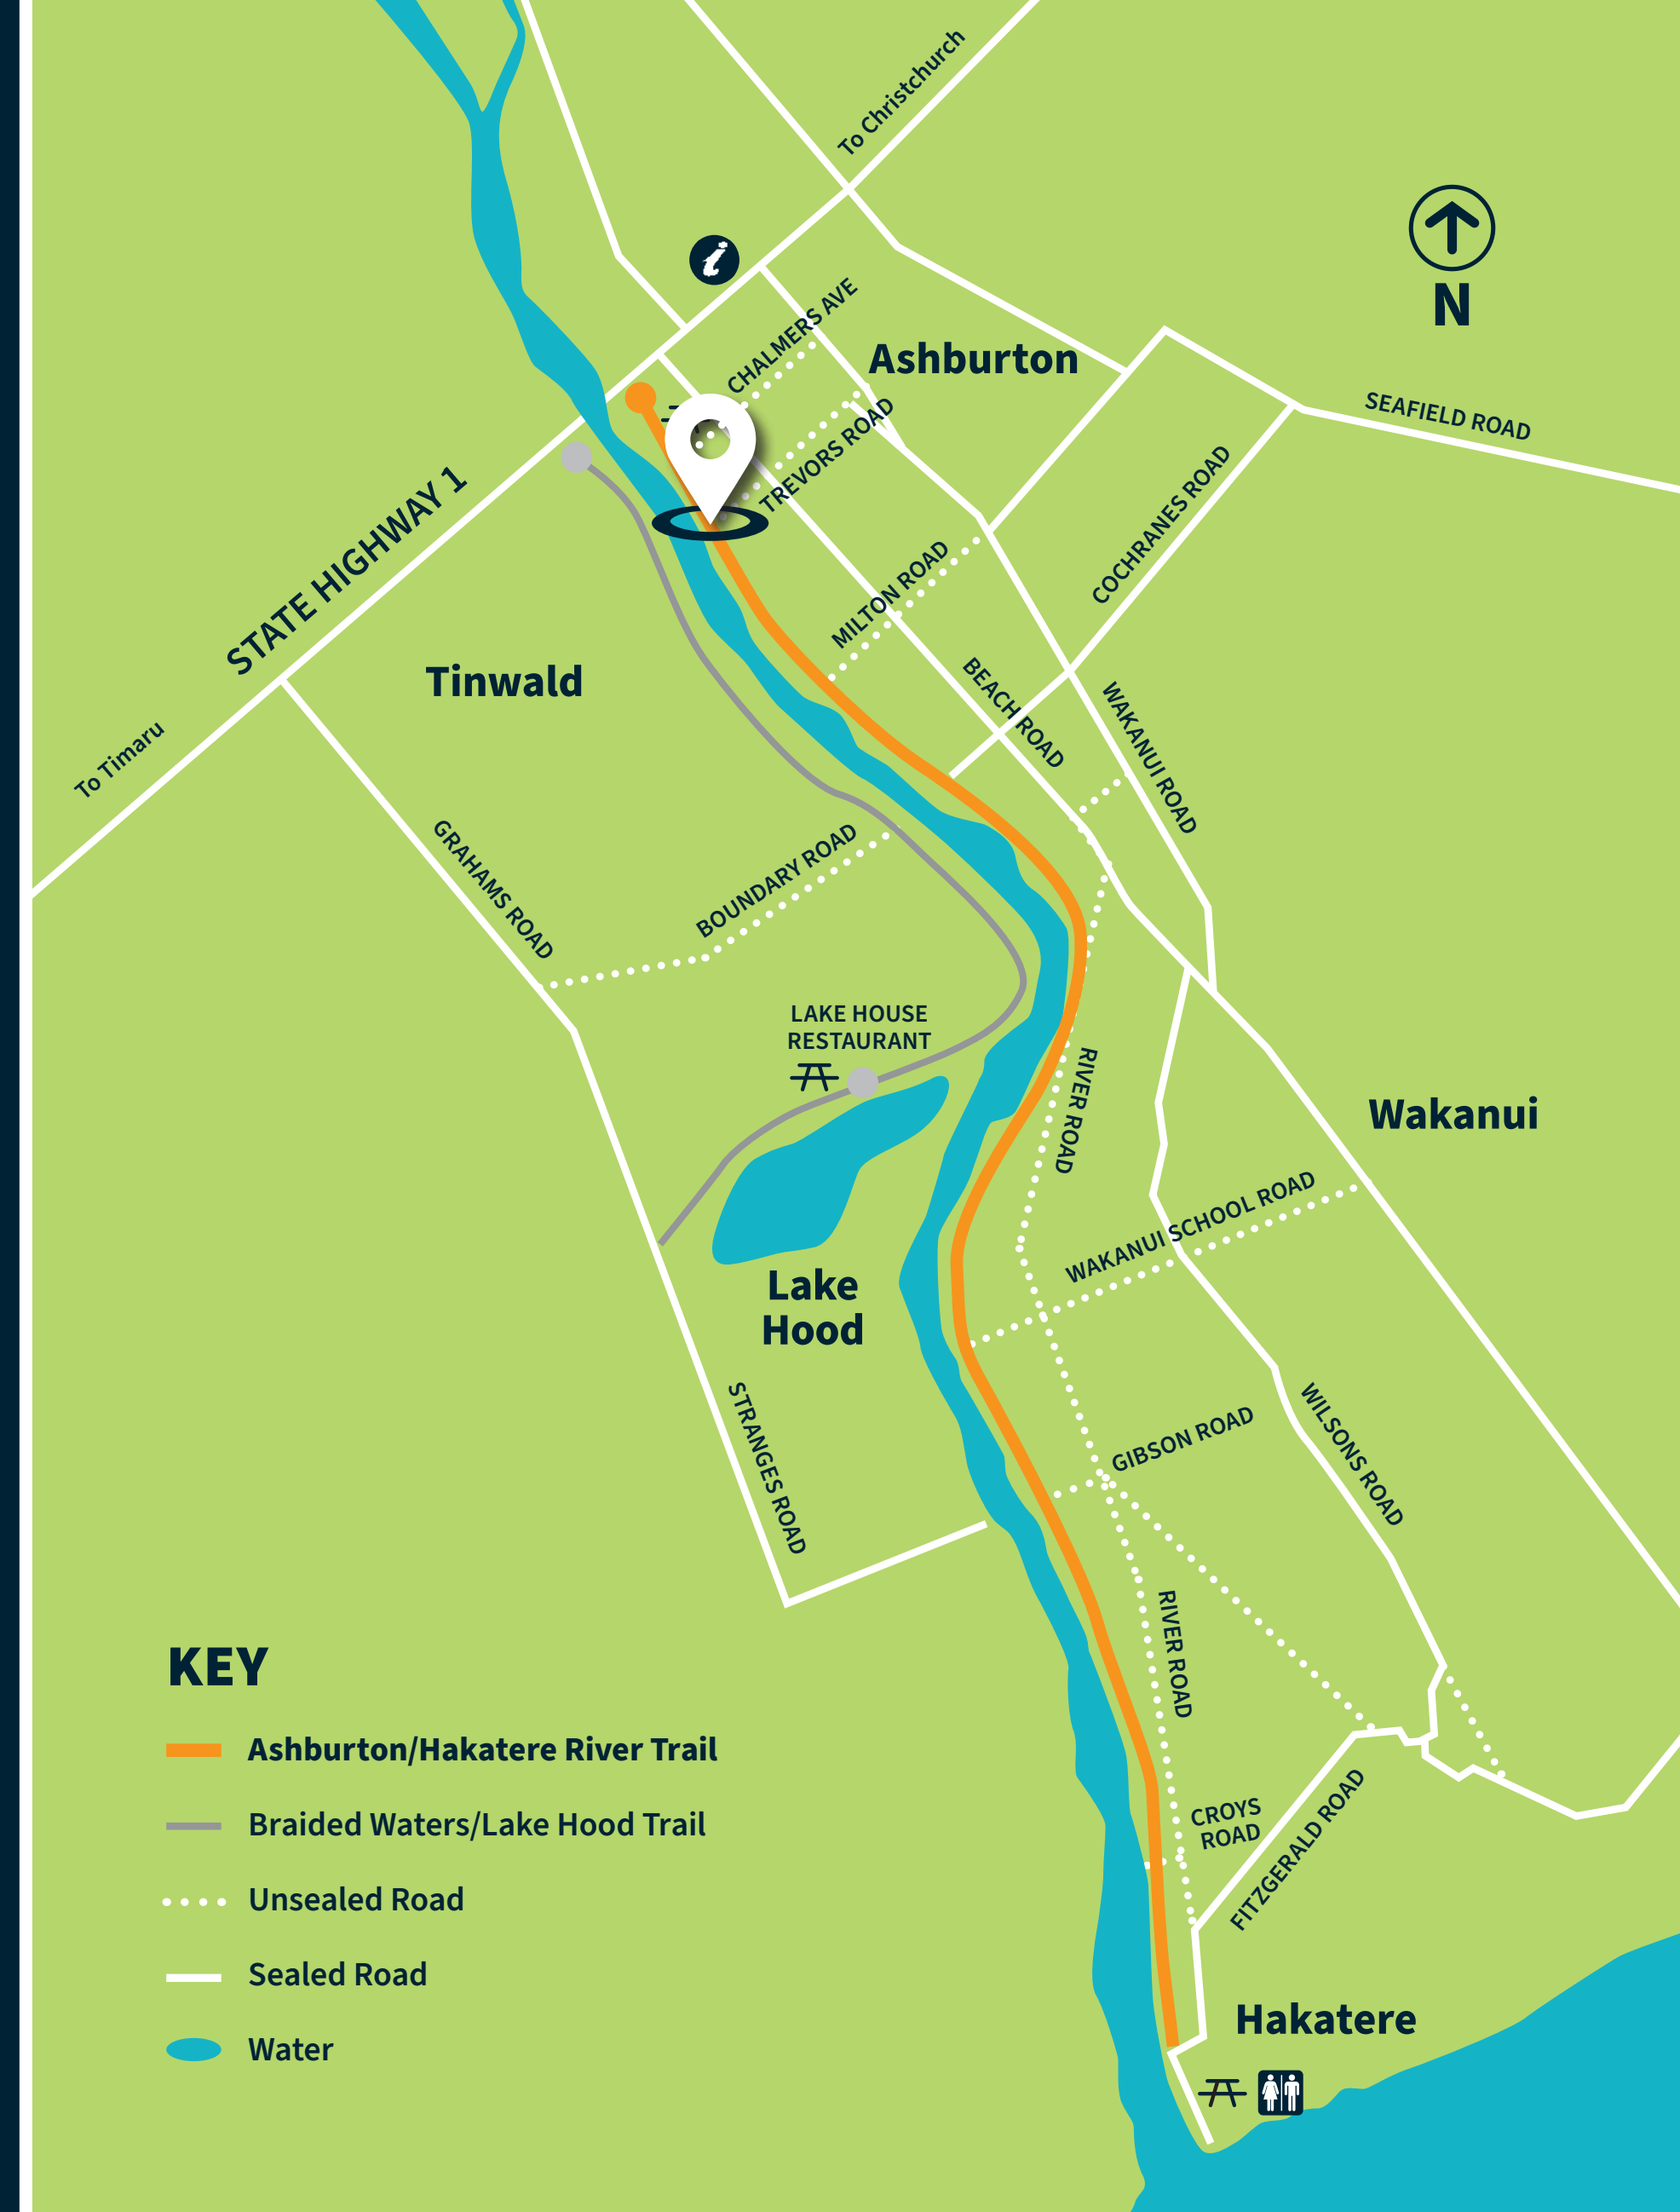 To Christchurch
i
N
CHALMERS AVE
Ashburton
SEAFIELD ROAD
TREVORS ROAD
STATE HIGHWAY 1
COCHRANES ROAD
MILTON ROAD
Tinwald
BEACH ROAD
WAKANUI ROAD
To Timaru
GRAHAMS ROAD
BOUNDARY ROAD
LAKE HOUSE
RESTAURANT
RIVER ROAD
Wakanui
WAKANUI SCHOOL ROAD
Lake
Hood
STRANGES ROAD
GIBSON ROAD
WILSONS ROAD
RIVER ROAD
KEY
Ashburton/Hakatere River Trail
Braided Waters/Lake Hood Trail
CROYS
ROAD
FITZGERALD ROAD
Unsealed Road
Sealed Road
Hakatere
Water